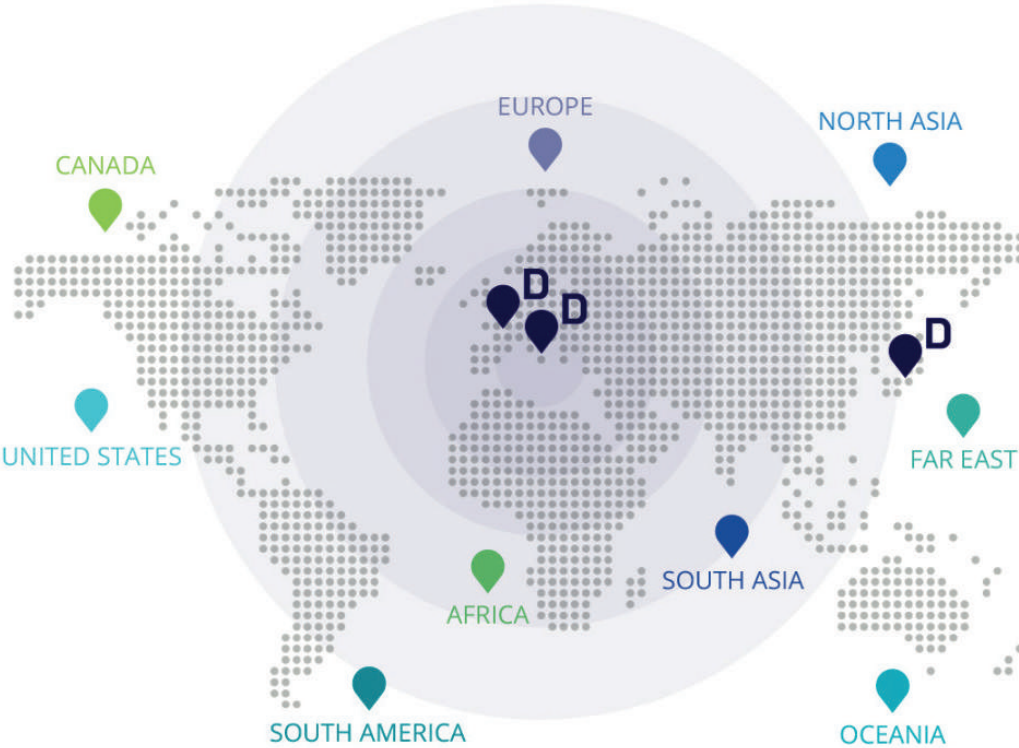 EUROPE
NORTH ASIA
CANADA
D
D
D
UNITED STATES
FAR EAST
SOUTH ASIA
AFRICA
SOUTH AMERICA
OCEANIA